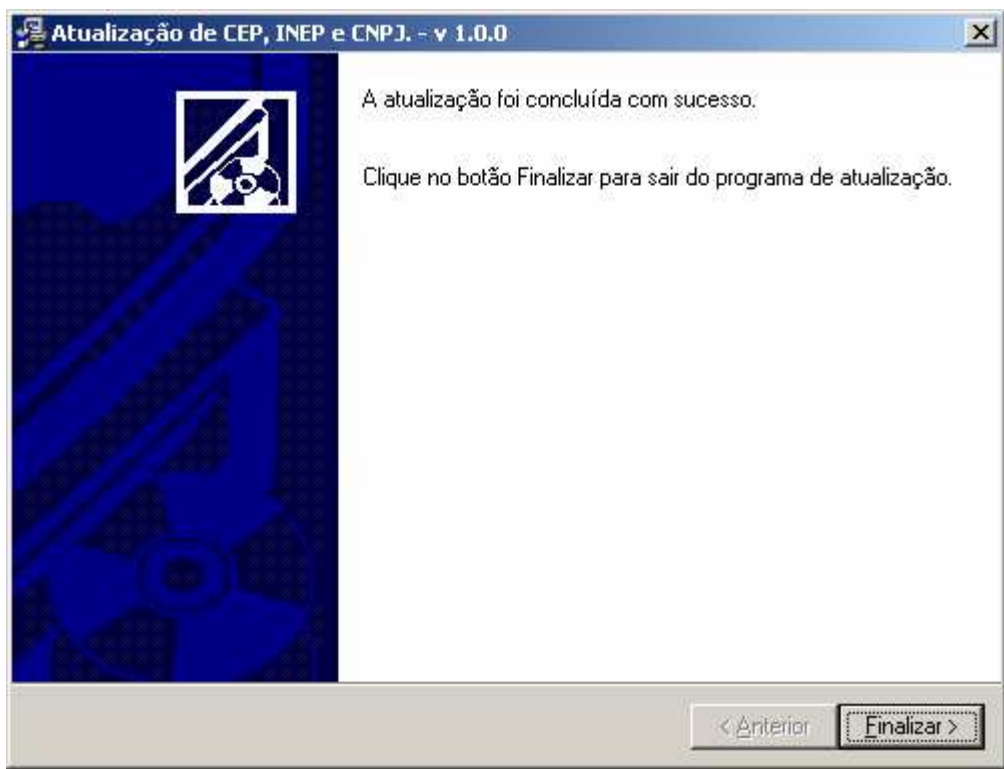 Atualização de CEP, INEP e CNPJ. - v 1.0.0
A atualização foi concluída com sucesso.
Clique no botão Finalizar para sair do programa de atualização.
< Anterior
Finalizar >